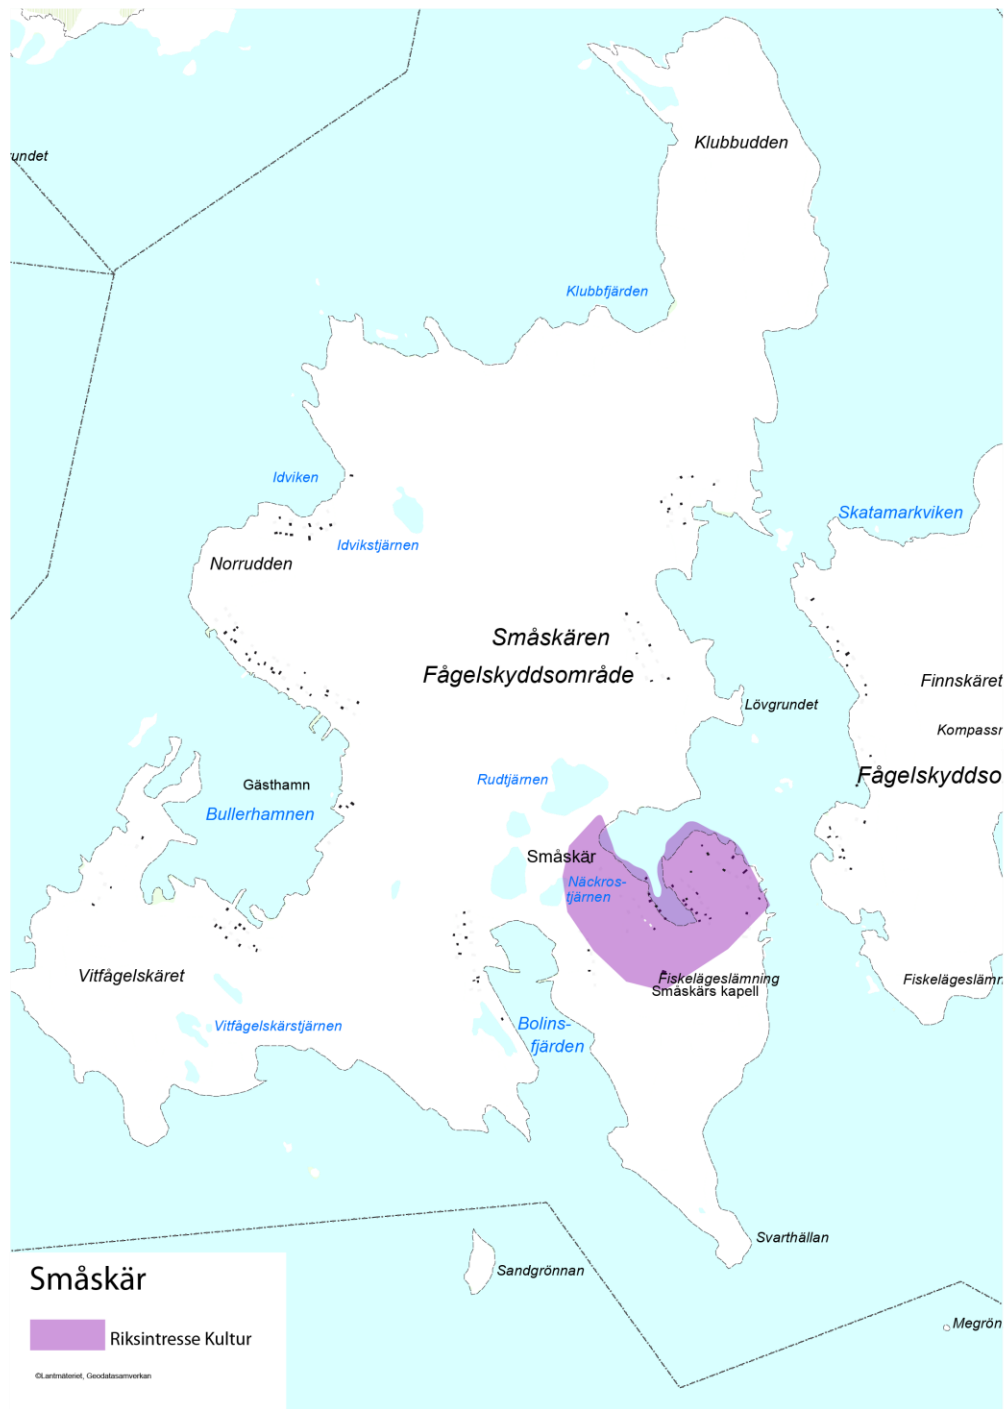 Klubbudden
undet
Klubbfjärden
Idviken
Skatamarkviken
Idvikstjärnen
Norrudden
Småskären
Fågelskyddsområde
Finnskäret
Lövgrundet
Kompassr
Fågelskyddso
Rudtjärnen
Gästhamn
Bullerhamnen
Småskär
Näckros-
tjärnen
Vitfågelskäret
Fiskelägeslämning
Småskärs kapell
Fiskelägeslämr
Vitfågelskärstjärnen
Bolins-
fjärden
Svarthällan
Sandgrönnan
Megrön
Småskär
Riksintresse Kultur
©Lantmäteriet, Geodatasamverkan